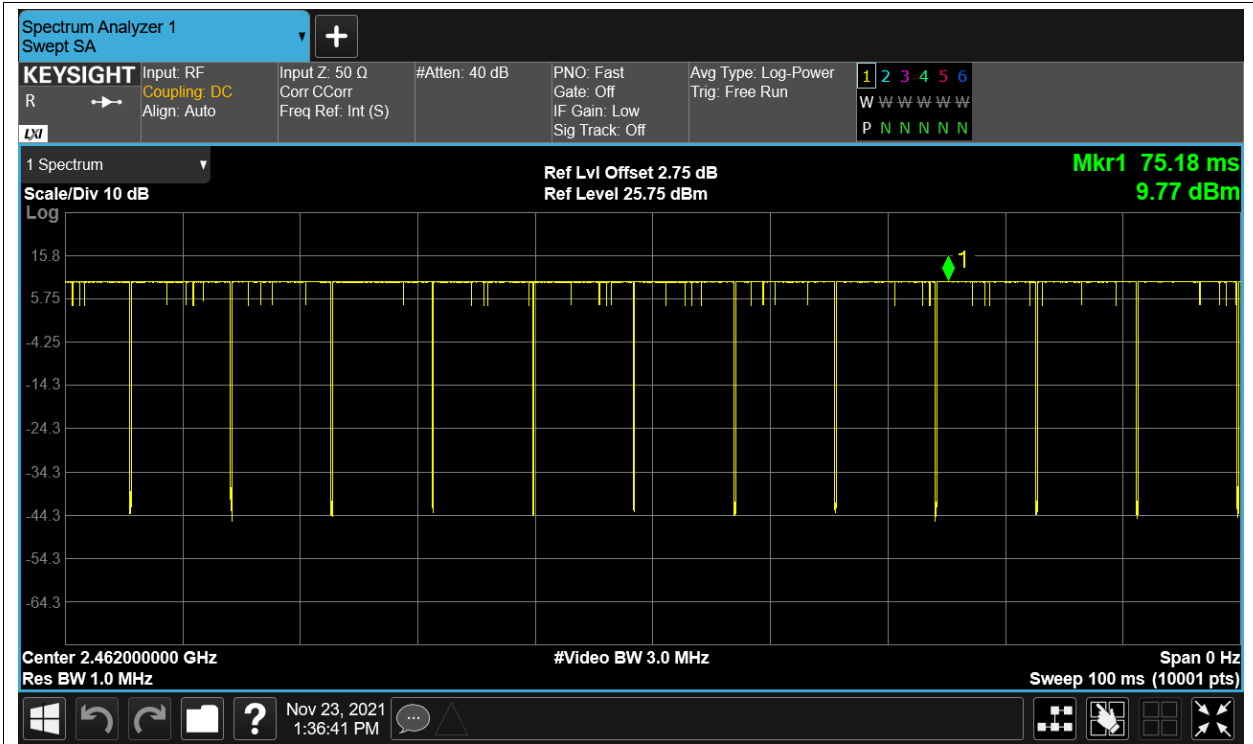 Spectrum Analyzer 1
Swept SA
KEYSIGHT
R
LXI
Input: RF
Coupling: DC
Align: Auto
Input Z: 50 Ω
Corr CCorr
Freq Ref: Int (S)
#Atten: 40 dB
PNO: Fast
Gate: Off
IF Gain: Low
Sig Track: Off
Avg Type: Log-Power
Trig: Free Run
1 2 3 4 5 6
W W W W W W
P N N N N N
1 Spectrum
Scale/Div 10 dB
Ref Lvl Offset 2.75 dB
Ref Level 25.75 dBm
Mkr1 75.18 ms
9.77 dBm
Log
15.8
1
5.75
-4.25
-14.3
-24.3
-34.3
-44.3
-54.3
-64.3
Center 2.462000000 GHz
Res BW 1.0 MHz
#Video BW 3.0 MHz
Span 0 Hz
Sweep 100 ms (10001 pts)
?
Nov 23, 2021
1:36:41 PM